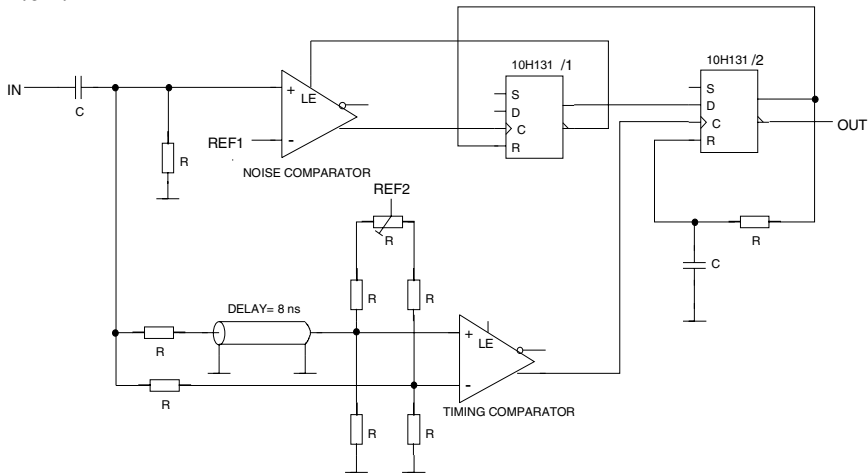 10H131 /1
10H131 /2
S
D
C
R
S
D
C
R
IN
C
+
LE
-
REF1
R
NOISE COMPARATOR
OUT
R
C
REF2
R
R
R
DELAY= 8 ns
R
R
+
LE
-
TIMING COMPARATOR
R
R